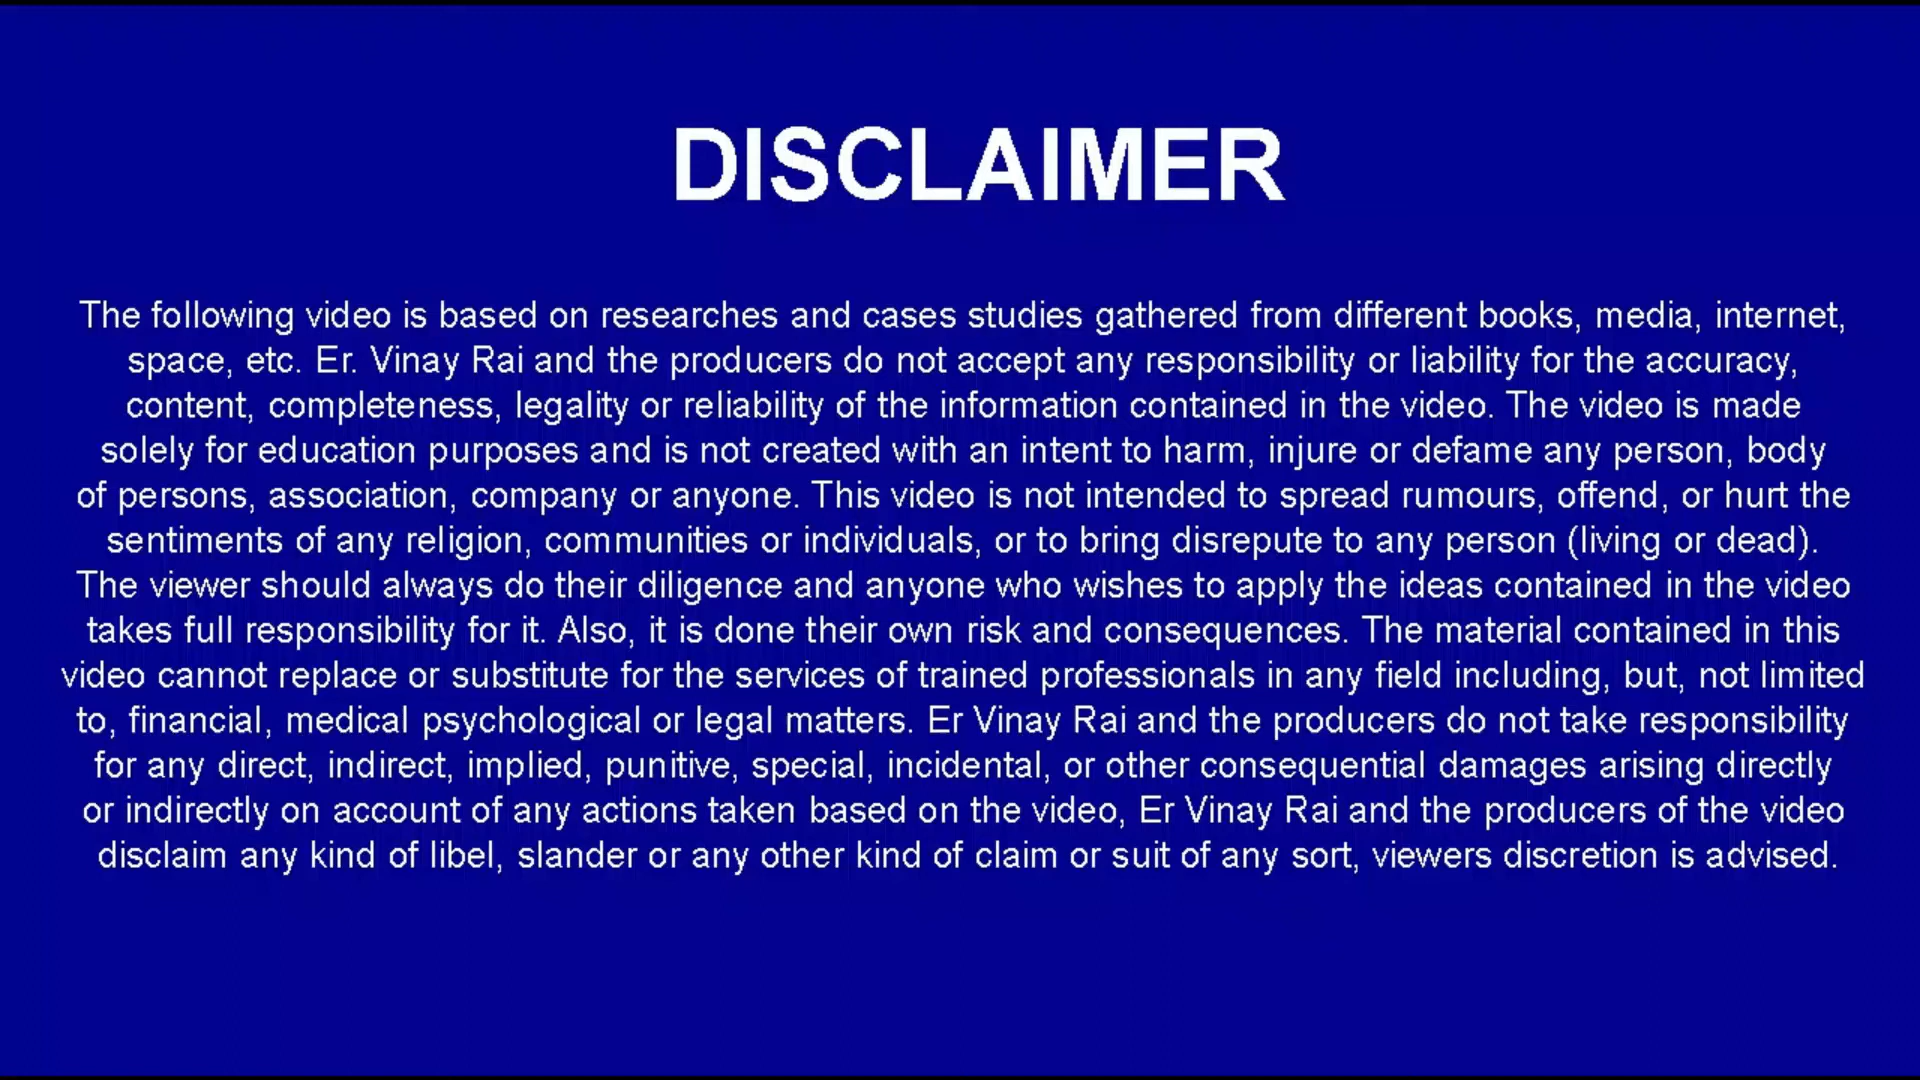 DISCLAIMER
The following video is based on researches and cases studies gathered from different books, media, internet,
space, etc. Er. Vinay Rai and the producers do not accept any responsibility or liability for the accuracy,
content, completeness, legality or reliability of the information contained in the video. The video is made
solely for education purposes and is not created with an intent to harm, injure or defame any person, body
of persons, association, company or anyone. This video is not intended to spread rumours, offend, or hurt the
sentiments of any religion, communities or individuals, or to bring disrepute to any person (living or dead).
The viewer should always do their diligence and anyone who wishes to apply the ideas contained in the video
takes full responsibility for it. Also, it is done their own risk and consequences. The material contained in this
video cannot replace or substitute for the services of trained professionals in any field including, but, not limited
to, financial, medical psychological or legal matters. Er Vinay Rai and the producers do not take responsibility
for any direct, indirect, implied, punitive, special, incidental, or other consequential damages arising directly
or indirectly on account of any actions taken based on the video, Er Vinay Rai and the producers of the video
disclaim any kind of libel, slander or any other kind of claim or suit of any sort, viewers discretion is advised.